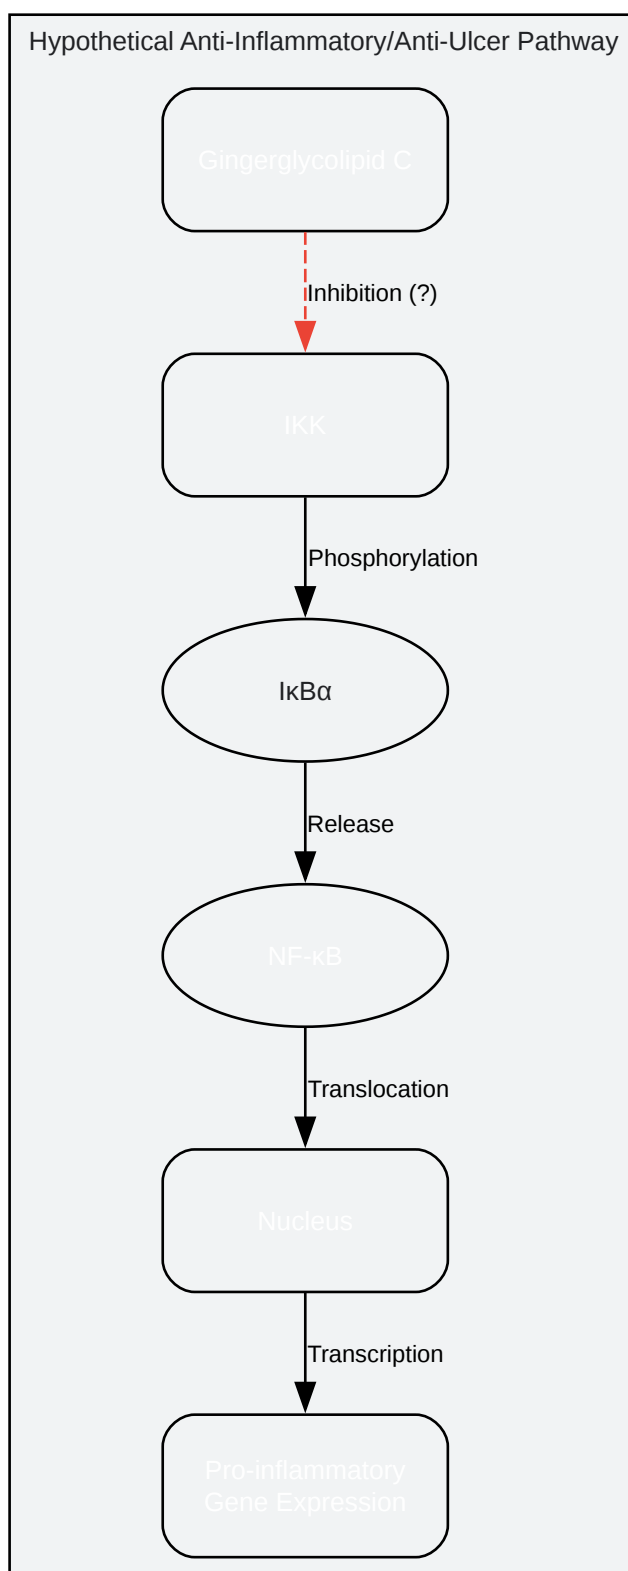 Hypothetical Anti-Inflammatory/Anti-Ulcer Pathway
Gingerglycolipid C
Inhibition (?)
IKK
Phosphorylation
IκBα
Release
NF-κB
Translocation
Nucleus
Transcription
Pro-inflammatory
Gene Expression